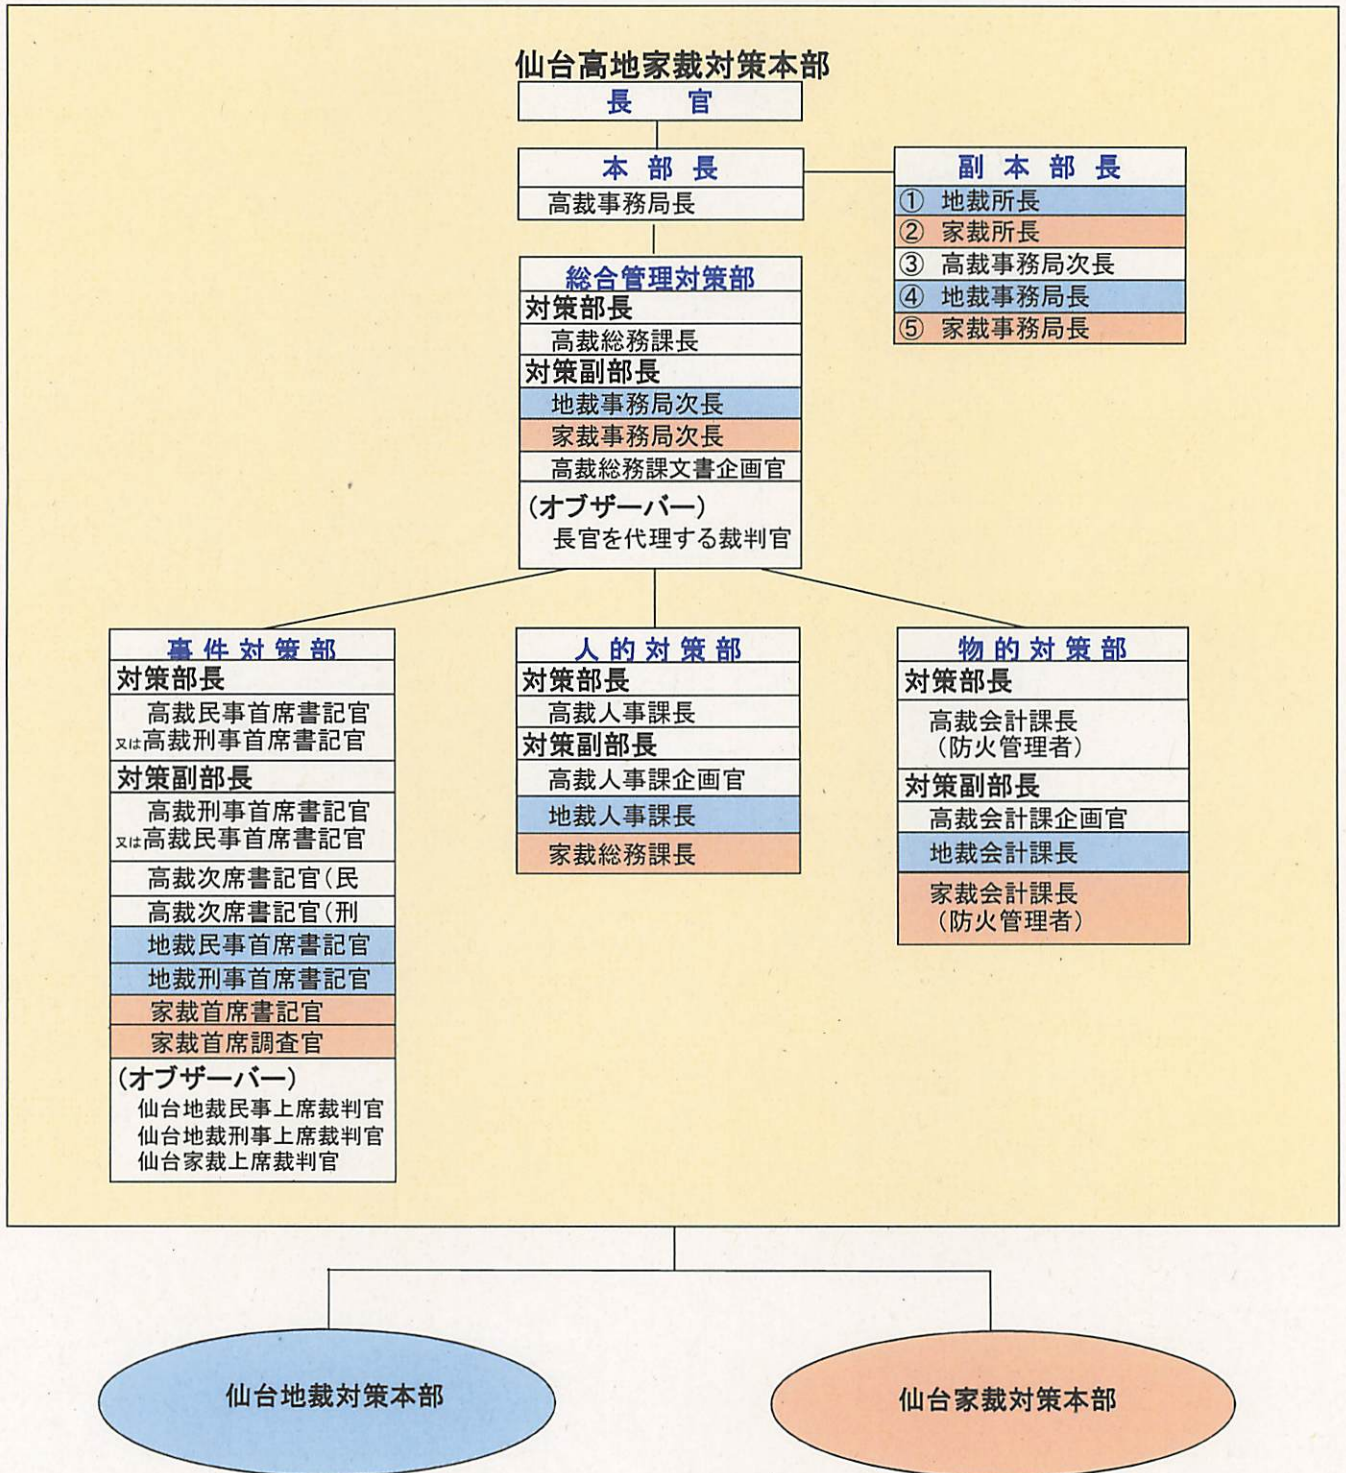 仙台高地家裁対策本部
長 官
本部長
高裁事務局長
副本部長
① 地裁所長
② 家裁所長
③ 高裁事務局次長
④ 地裁事務局長
⑤ 家裁事務局長
総合管理対策部
対策部長
高裁総務課長
対策副部長
地裁事務局次長
家裁事務局次長
高裁総務課文書企画官
(オブザーバー)
長官を代理する裁判官
事件対策部
対策部長
高裁民事首席書記官
又は高裁刑事首席書記官
対策副部長
高裁刑事首席書記官
又は高裁民事首席書記官
高裁次席書記官(民
高裁次席書記官(刑
地裁民事首席書記官
地裁刑事首席書記官
家裁首席書記官
家裁首席調査官
(オブザーバー)
仙台地裁民事上席裁判官
仙台地裁刑事上席裁判官
仙台家裁上席裁判官
人的対策部
対策部長
高裁人事課長
対策副部長
高裁人事課企画官
地裁人事課長
家裁総務課長
物的対策部
対策部長
高裁会計課長
(防火管理者)
対策副部長
高裁会計課企画官
地裁会計課長
家裁会計課長
(防火管理者)
仙台地裁対策本部
仙台家裁対策本部